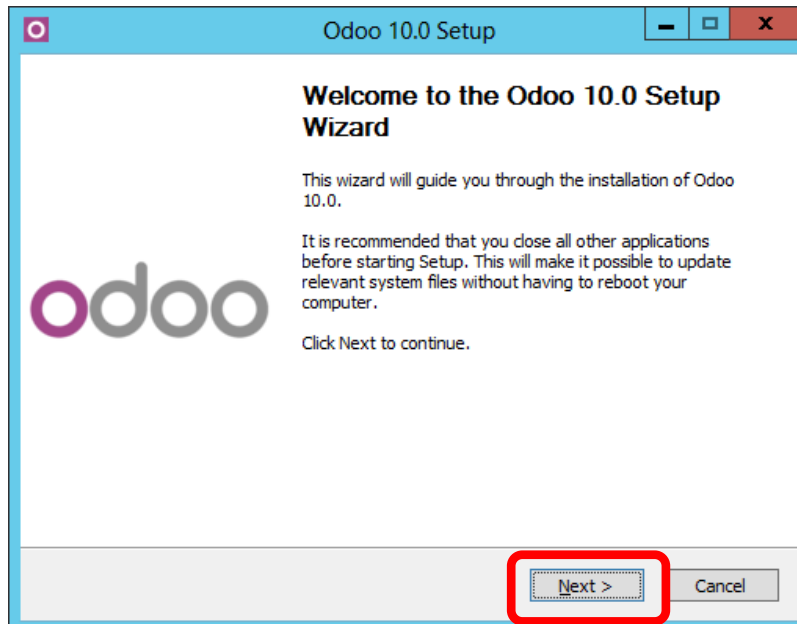 Odoo 10.0 Setup
Welcome to the Odoo 10.0 Setup
Wizard
This wizard will guide you through the installation of Odoo
10.0.
It is recommended that you close all other applications
before starting Setup. This will make it possible to update
relevant system files without having to reboot your
computer.
odoo
Click Next to continue.
Next >
Cancel